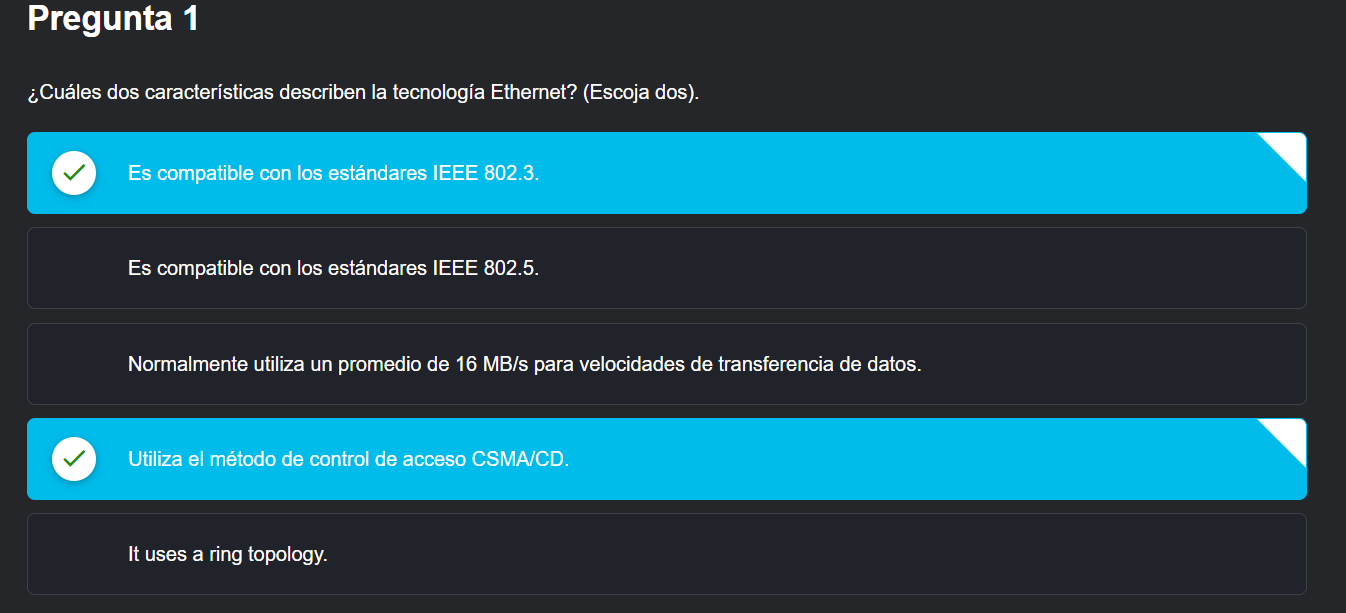 Pregunta 1
¿Cuáles dos características describen la tecnología Ethernet? (Escoja dos).
Es compatible con los estándares IEEE 802.3.
Es compatible con los estándares IEEE 802.5.
Normalmente utiliza un promedio de 16 MB/s para velocidades de transferencia de datos.
Utiliza el método de control de acceso CSMA/CD.
It uses a ring topology.